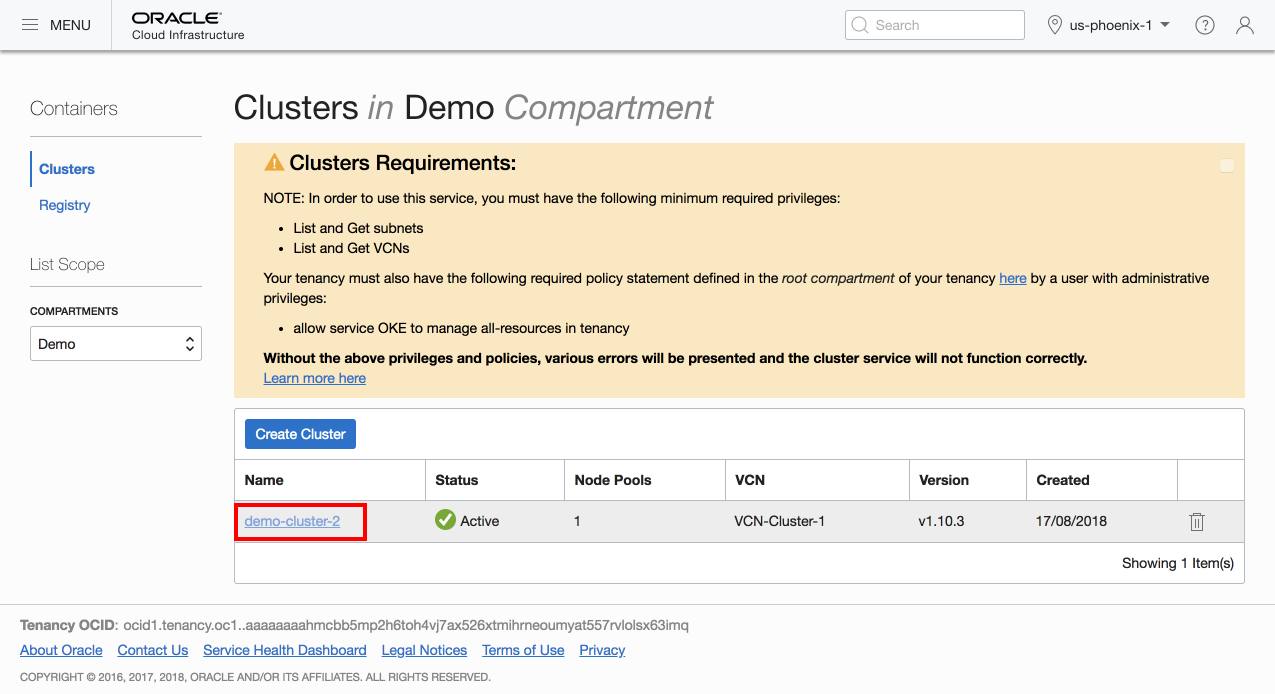 MENU
ORACLE
Cloud Infrastructure
Search
us-phoenix-1
?
Containers
Clusters
Registry
List Scope
COMPARTMENTS
Demo
Clusters in Demo Compartment
Clusters Requirements:
NOTE: In order to use this service, you must have the following minimum required privileges:
• List and Get subnets
• List and Get VCNs
Your tenancy must also have the following required policy statement defined in the root compartment of your tenancy here by a user with administrative
privileges:
• allow service OKE to manage all-resources in tenancy
Without the above privileges and policies, various errors will be presented and the cluster service will not function correctly.
Learn more here
Create Cluster
Name Status Node Pools VCN Version Created
demo-cluster-2 Active 1 VCN-Cluster-1 v1.10.3 17/08/2018
Showing 1 Item(s)
Tenancy OCID: ocid1.tenancy.oc1..aaaaaaaahmcbb5mp2h6toh4vj7ax526xtmihrneoumyat557rvlolsx63imq
About Oracle Contact Us Service Health Dashboard Legal Notices Terms of Use Privacy
COPYRIGHT © 2016, 2017, 2018, ORACLE AND/OR ITS AFFILIATES. ALL RIGHTS RESERVED.